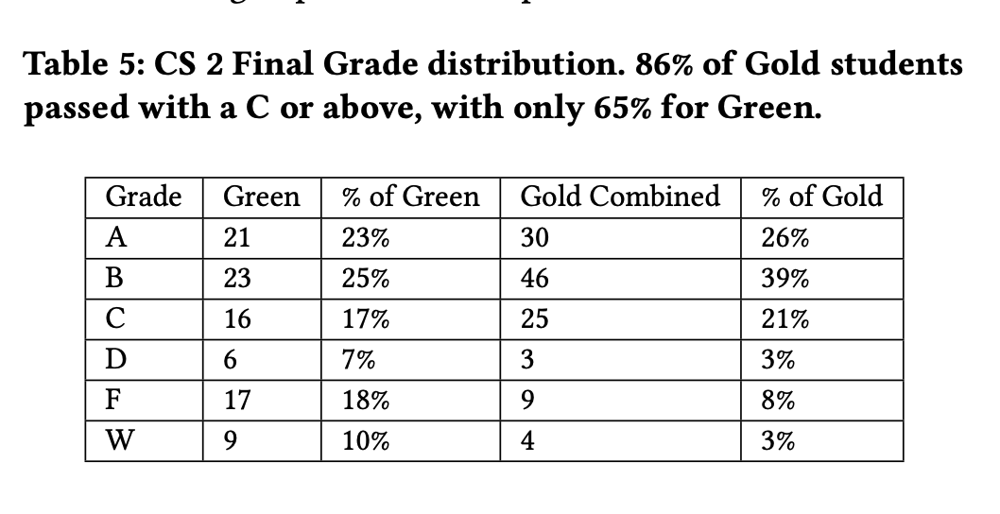 Table 5: CS 2 Final Grade distribution. 86% of Gold students
passed with a C or above, with only 65% for Green.
Grade Green % of Green Gold Combined % of Gold
A 21 23% 30 26%
B 23 25% 46 39%
C 16 17% 25 21%
D 6 7% 3 3%
F 17 18% 9 8%
W 9 10% 4 3%